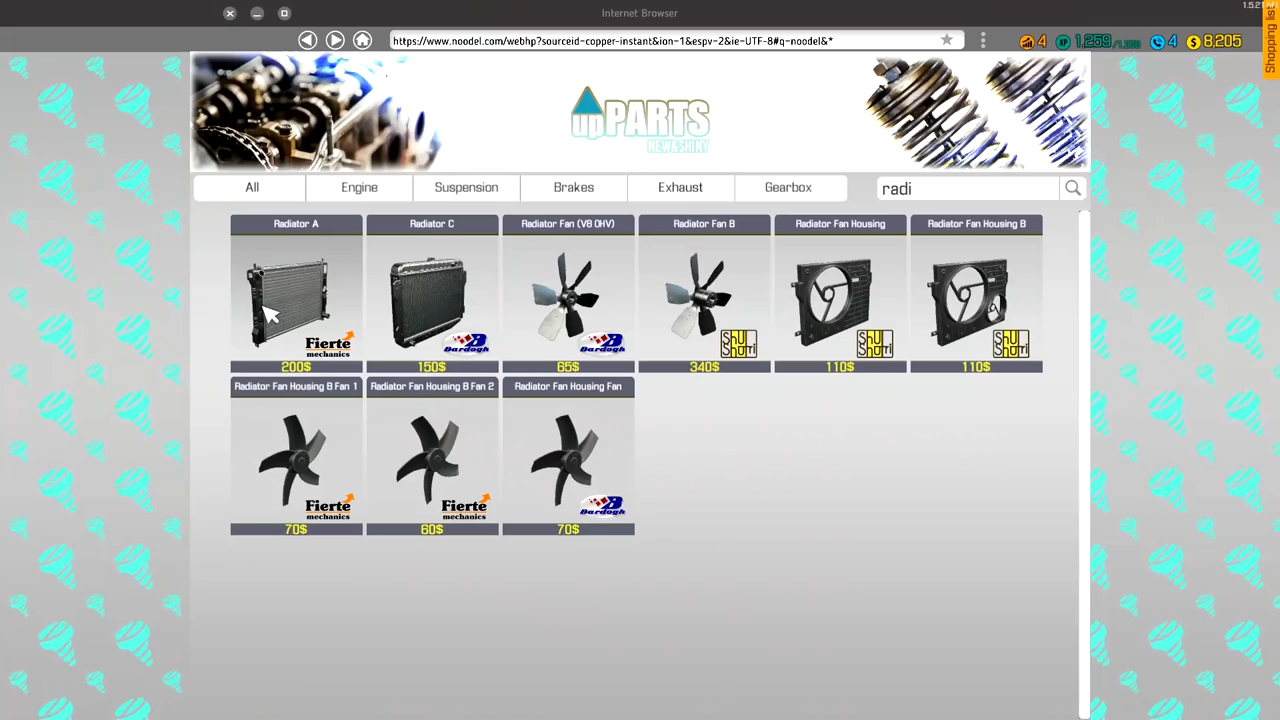 Internet Browser
1.5.21
Shopping list
https://www.noodel.com/webhp?sourceid-copper-instant&ion-1&espv-2&ie-UTF-8#q-noodel&*
4
XP 1,259
4
$ 8,205
upPARTS
NEW&SHINY
All Engine Suspension Brakes Exhaust Gearbox
radi
Radiator A Radiator C Radiator Fan (V8 OHV) Radiator Fan B Radiator Fan Housing Radiator Fan Housing B
Fierte mechanics Bardogh Bardogh Shu Shu Shu
200$ 150$ 65$ 340$ 110$ 110$
Radiator Fan Housing B Fan 1 Radiator Fan Housing B Fan 2 Radiator Fan Housing Fan
Fierte mechanics Fierte mechanics Bardogh
70$ 60$ 70$